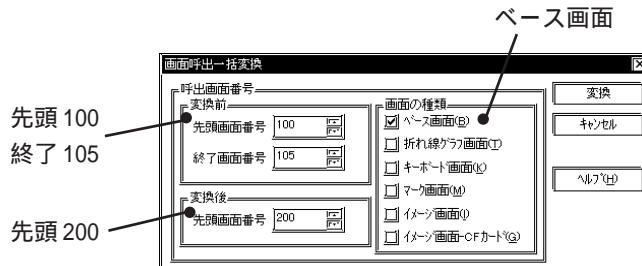 ベース画面
画面呼出一括変換
呼出画面番号
変換前
先頭画面番号 100
終了画面番号 105
変換後
先頭画面番号 200
画面の種類
ベース画面(B)
折れ線グラフ画面(T)
キーボード画面(K)
マーク画面(M)
イメージ画面(I)
イメージ画面-CFカード(G)
変換
キャンセル
ヘルプ(H)
先頭 100
終了 105
先頭 200